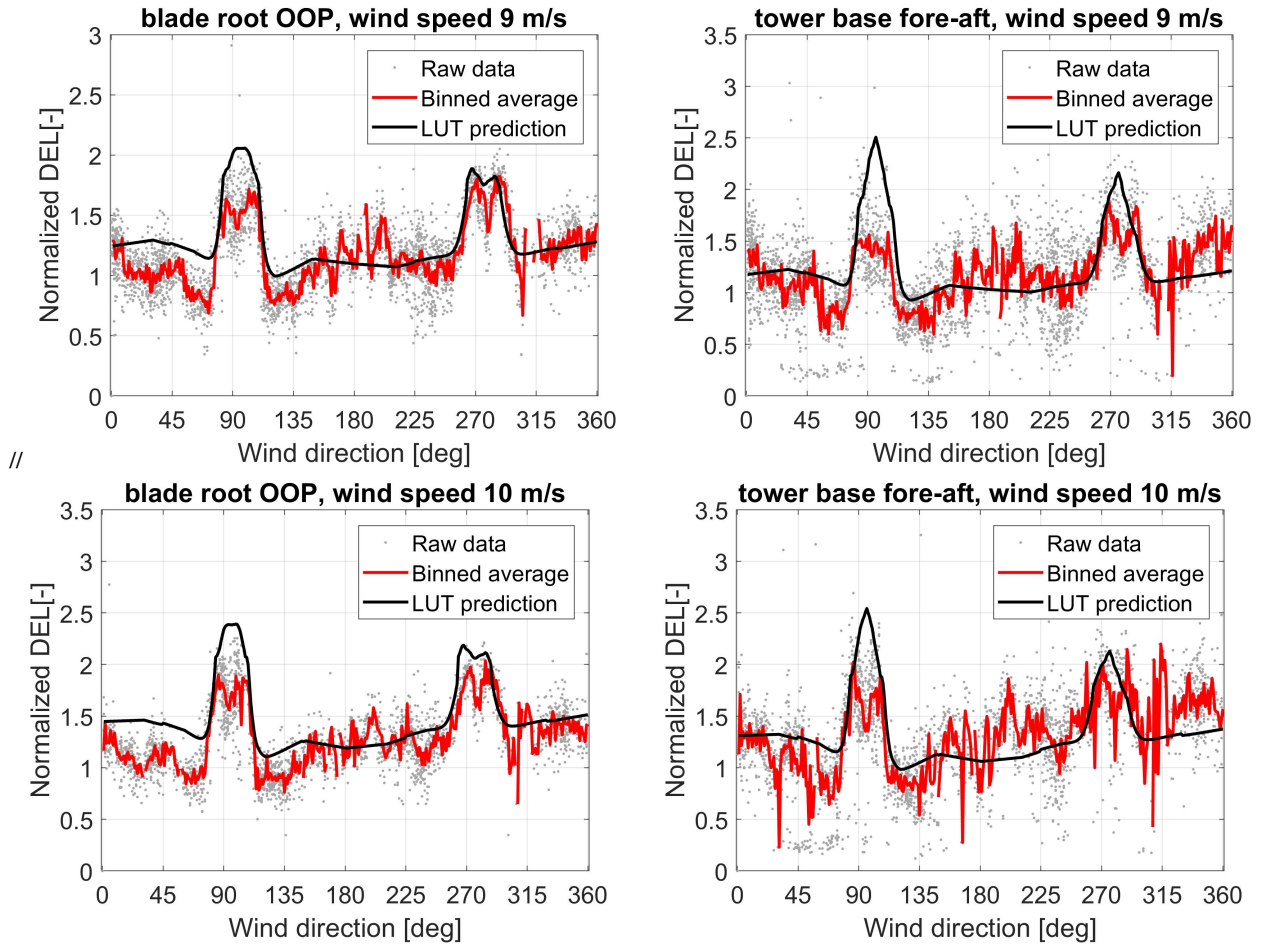 blade root OOP, wind speed 9 m/s
3
2.5
2
1.5
1
0.5
0
Normalized DEL[-]
Raw data
Binned average
LUT prediction
0 45 90 135 180 225 270 315 360
Wind direction [deg]
tower base fore-aft, wind speed 9 m/s
3.5
3
2.5
2
1.5
1
0.5
0
Normalized DEL[-]
Raw data
Binned average
LUT prediction
0 45 90 135 180 225 270 315 360
Wind direction [deg]
//
blade root OOP, wind speed 10 m/s
3.5
3
2.5
2
1.5
1
0.5
0
Normalized DEL[-]
Raw data
Binned average
LUT prediction
0 45 90 135 180 225 270 315 360
Wind direction [deg]
tower base fore-aft, wind speed 10 m/s
3.5
3
2.5
2
1.5
1
0.5
0
Normalized DEL[-]
Raw data
Binned average
LUT prediction
0 45 90 135 180 225 270 315 360
Wind direction [deg]